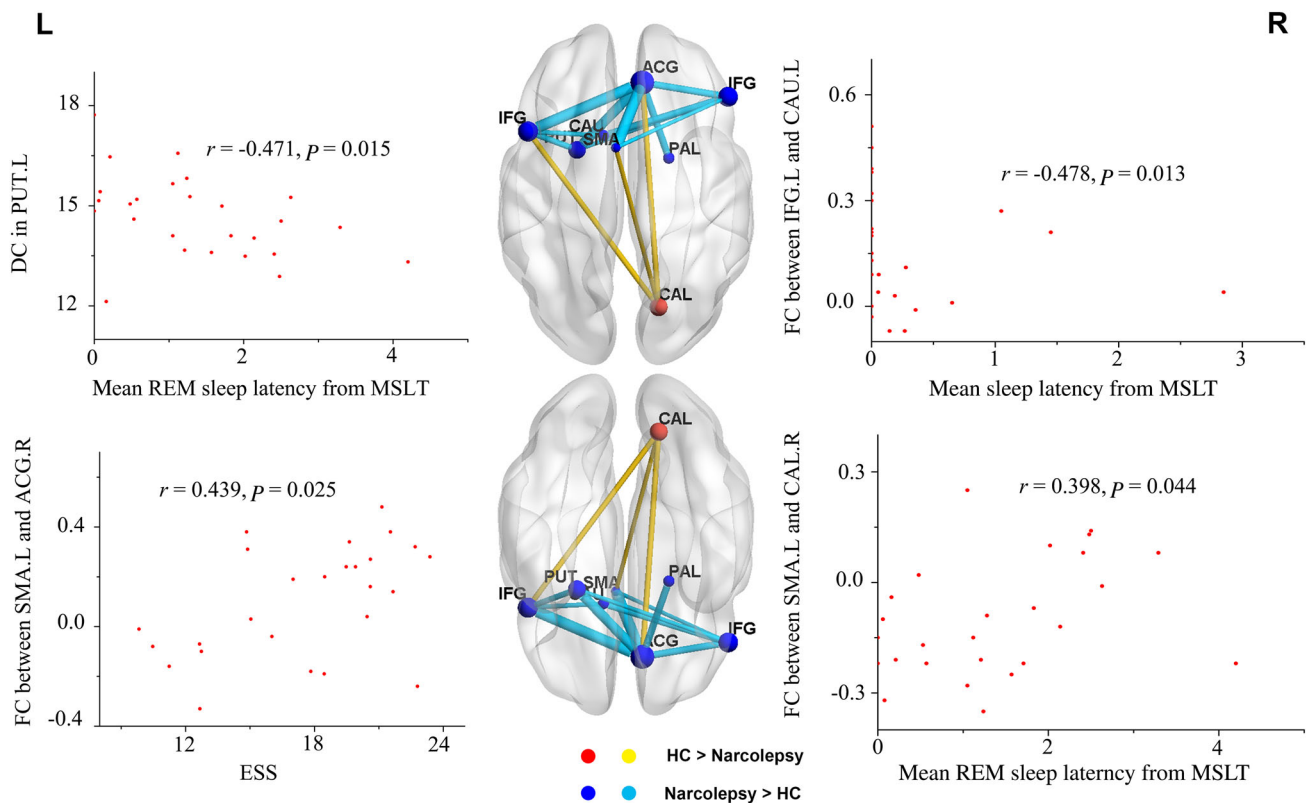 L
R
DC in PUT.L
18
15
12
0
2
4
r = -0.471, P = 0.015
Mean REM sleep latency from MSLT
ACG
IFG
IFG
CAU
PUT
SMA
PAL
CAL
FC between IFG.L and CAU.L
0.6
0.3
0.0
0
1
2
3
r = -0.478, P = 0.013
Mean sleep latency from MSLT
FC between SMA.L and ACG.R
0.4
0.0
-0.4
12
18
24
r = 0.439, P = 0.025
ESS
CAL
PUT
SMA
PAL
IFG
IFG
ACG
FC between SMA.L and CAL.R
0.3
0.0
-0.3
0
2
4
r = 0.398, P = 0.044
Mean REM sleep laterncy from MSLT
HC > Narcolepsy
Narcolepsy > HC